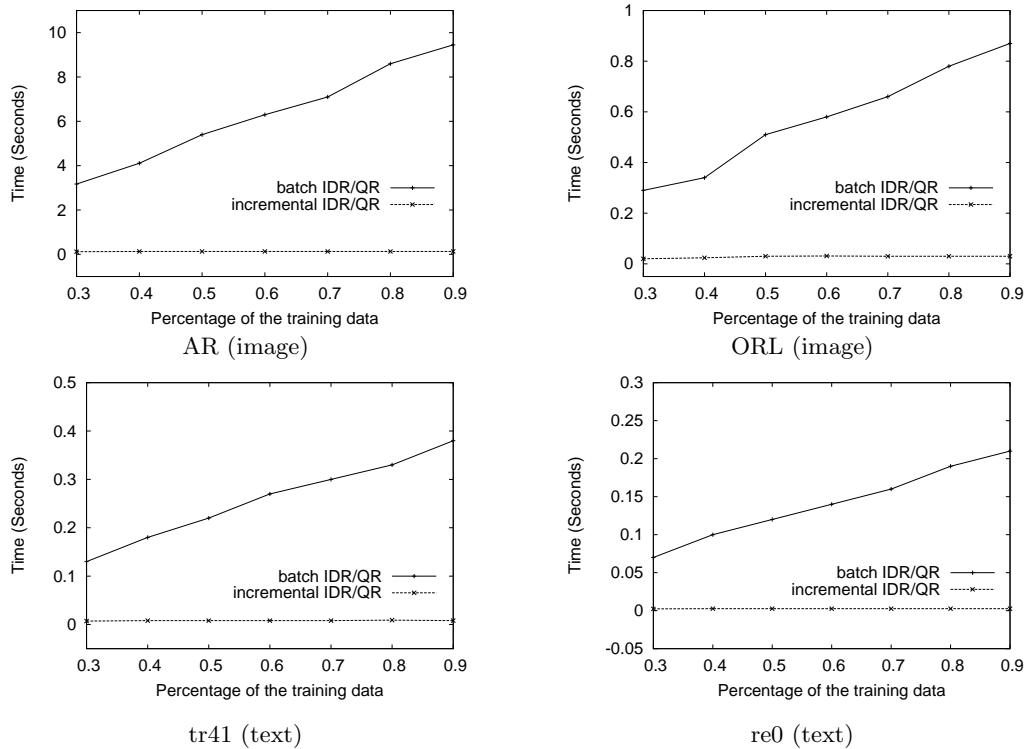 10
8
6
4
2
0
Time (Seconds)
batch IDR/QR
incremental IDR/QR
0.3 0.4 0.5 0.6 0.7 0.8 0.9
Percentage of the training data
AR (image)
1
0.8
0.6
0.4
0.2
0
Time (Seconds)
batch IDR/QR
incremental IDR/QR
0.3 0.4 0.5 0.6 0.7 0.8 0.9
Percentage of the training data
ORL (image)
0.5
0.4
0.3
0.2
0.1
0
Time (Seconds)
batch IDR/QR
incremental IDR/QR
0.3 0.4 0.5 0.6 0.7 0.8 0.9
Percentage of the training data
tr41 (text)
0.3
0.25
0.2
0.15
0.1
0.05
0
-0.05
Time (Seconds)
batch IDR/QR
incremental IDR/QR
0.3 0.4 0.5 0.6 0.7 0.8 0.9
Percentage of the training data
re0 (text)